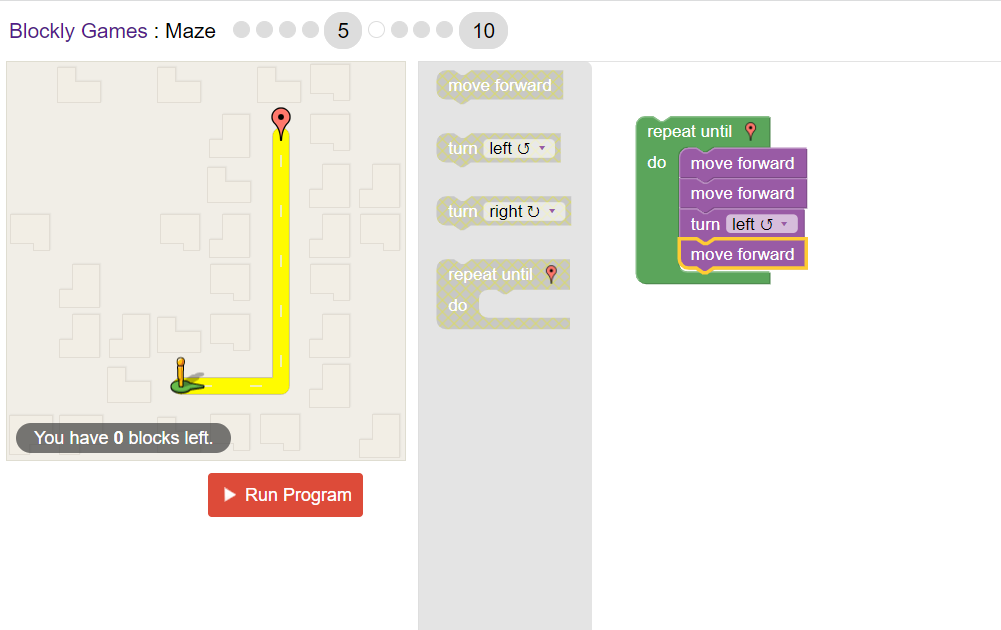 Blockly Games : Maze 5 10
You have 0 blocks left.
Run Program
move forward
turn left ↺ ▾
turn right ↻ ▾
repeat until
do
repeat until
do move forward
move forward
turn left ↺ ▾
move forward